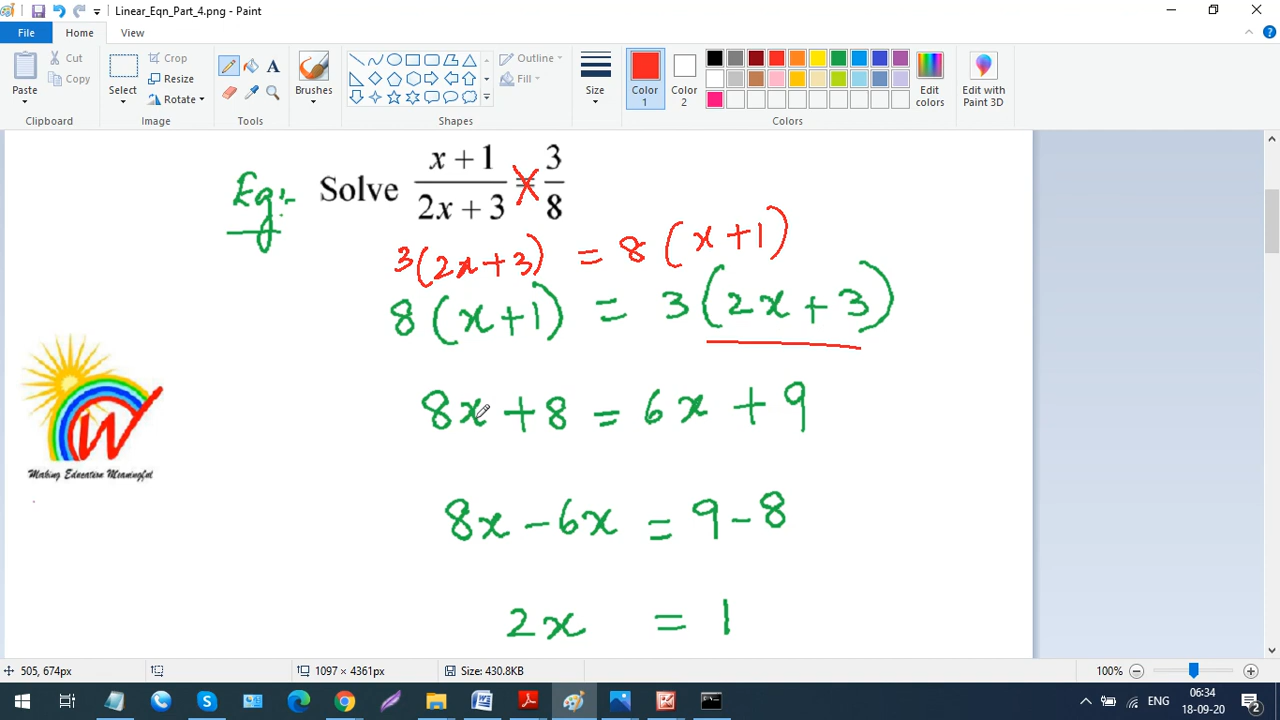 Linear_Eqn_Part_4.png - Paint
File Home View
Paste Cut Copy Clipboard
Select Crop Resize Rotate Image
Tools
Brushes
Outline Fill Shapes
Size
Color 1
Color 2
Edit colors
Colors
Edit with Paint 3D
Eg:- Solve x + 1 / 2x + 3 = 3 / 8
3(2x+3) = 8(x+1)
8(x+1) = 3(2x+3)
8x+8 = 6x+9
8x-6x = 9-8
2x = 1
W
Making Education Meaningful
505, 674px 1097 × 4361px Size: 430.8KB 100%
ENG 06:34 18-09-20 2